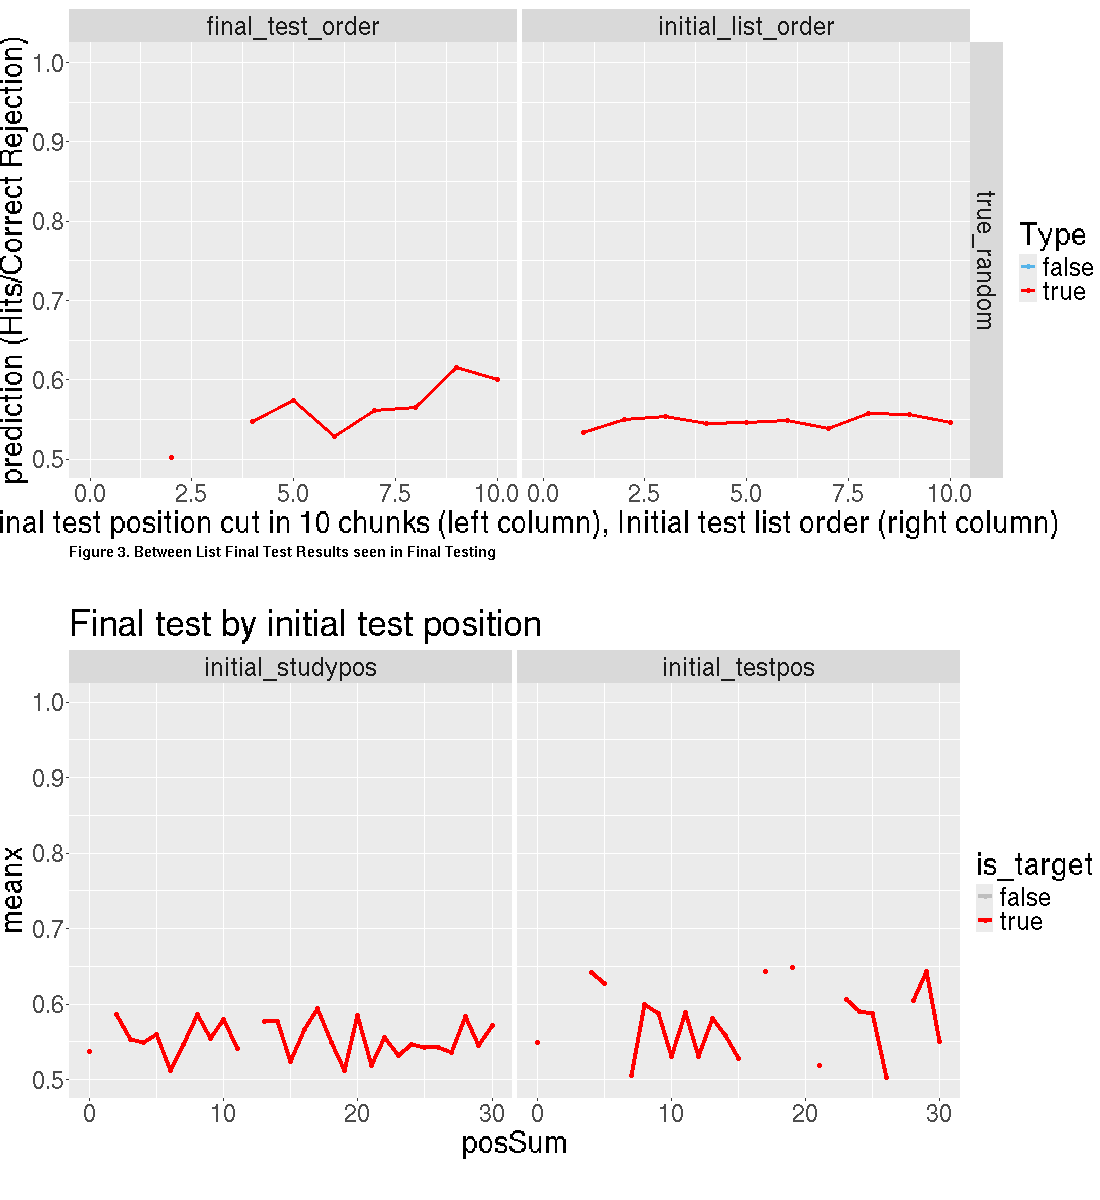 final_test_order initial_list_order
1.0
0.9
0.8
0.7
0.6
0.5
prediction (Hits/Correct Rejection)
true_random
Type
false
true
0.0 2.5 5.0 7.5 10.0 0.0 2.5 5.0 7.5 10.0
inal test position cut in 10 chunks (left column), Initial test list order (right column)
Figure 3. Between List Final Test Results seen in Final Testing
Final test by initial test position
initial_studypos initial_testpos
1.0
0.9
0.8
0.7
0.6
0.5
meanx
is_target
false
true
0 10 20 30 0 10 20 30
posSum